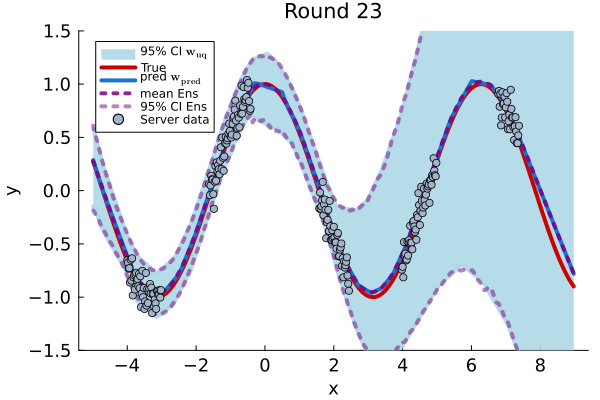 Round 23
95% CI w_uq
True
pred w_pred
mean Ens
95% CI Ens
Server data
y
1.5
1.0
0.5
0.0
−0.5
−1.0
−1.5
−4 −2 0 2 4 6 8
x